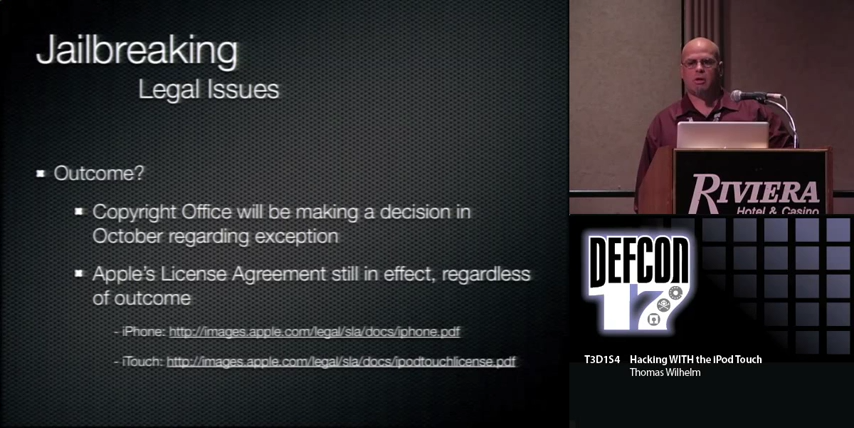 Jailbreaking
Legal Issues
Outcome?
Copyright Office will be making a decision in
October regarding exception
Apple's License Agreement still in effect, regardless
of outcome
- iPhone: http://images.apple.com/legal/sla/docs/iphone.pdf
- iTouch: http://images.apple.com/legal/sla/docs/ipodtouchlicense.pdf
RIVIERA
Hotel & Casino
DEFCON
17
T3D1S4 Hacking WITH the iPod Touch
Thomas Wilhelm